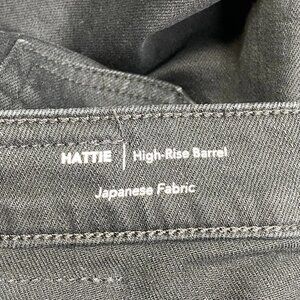 HATTIE | High-Rise Barrel
Japanese Fabric